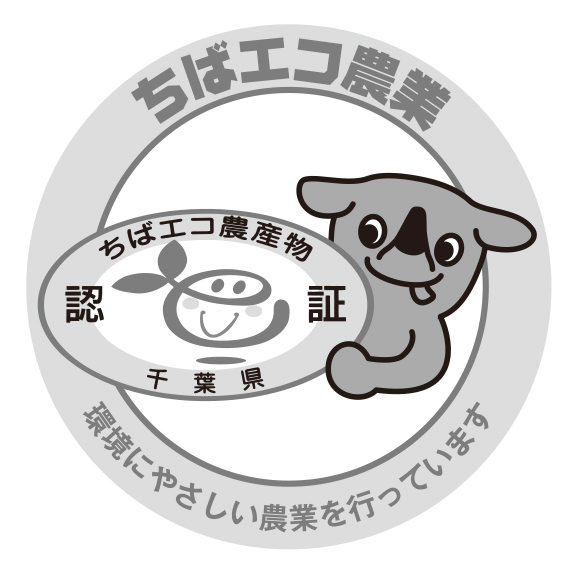 ちばエコ農業
ちばエコ農産物
認証
千葉県
環境にやさしい農業を行っています